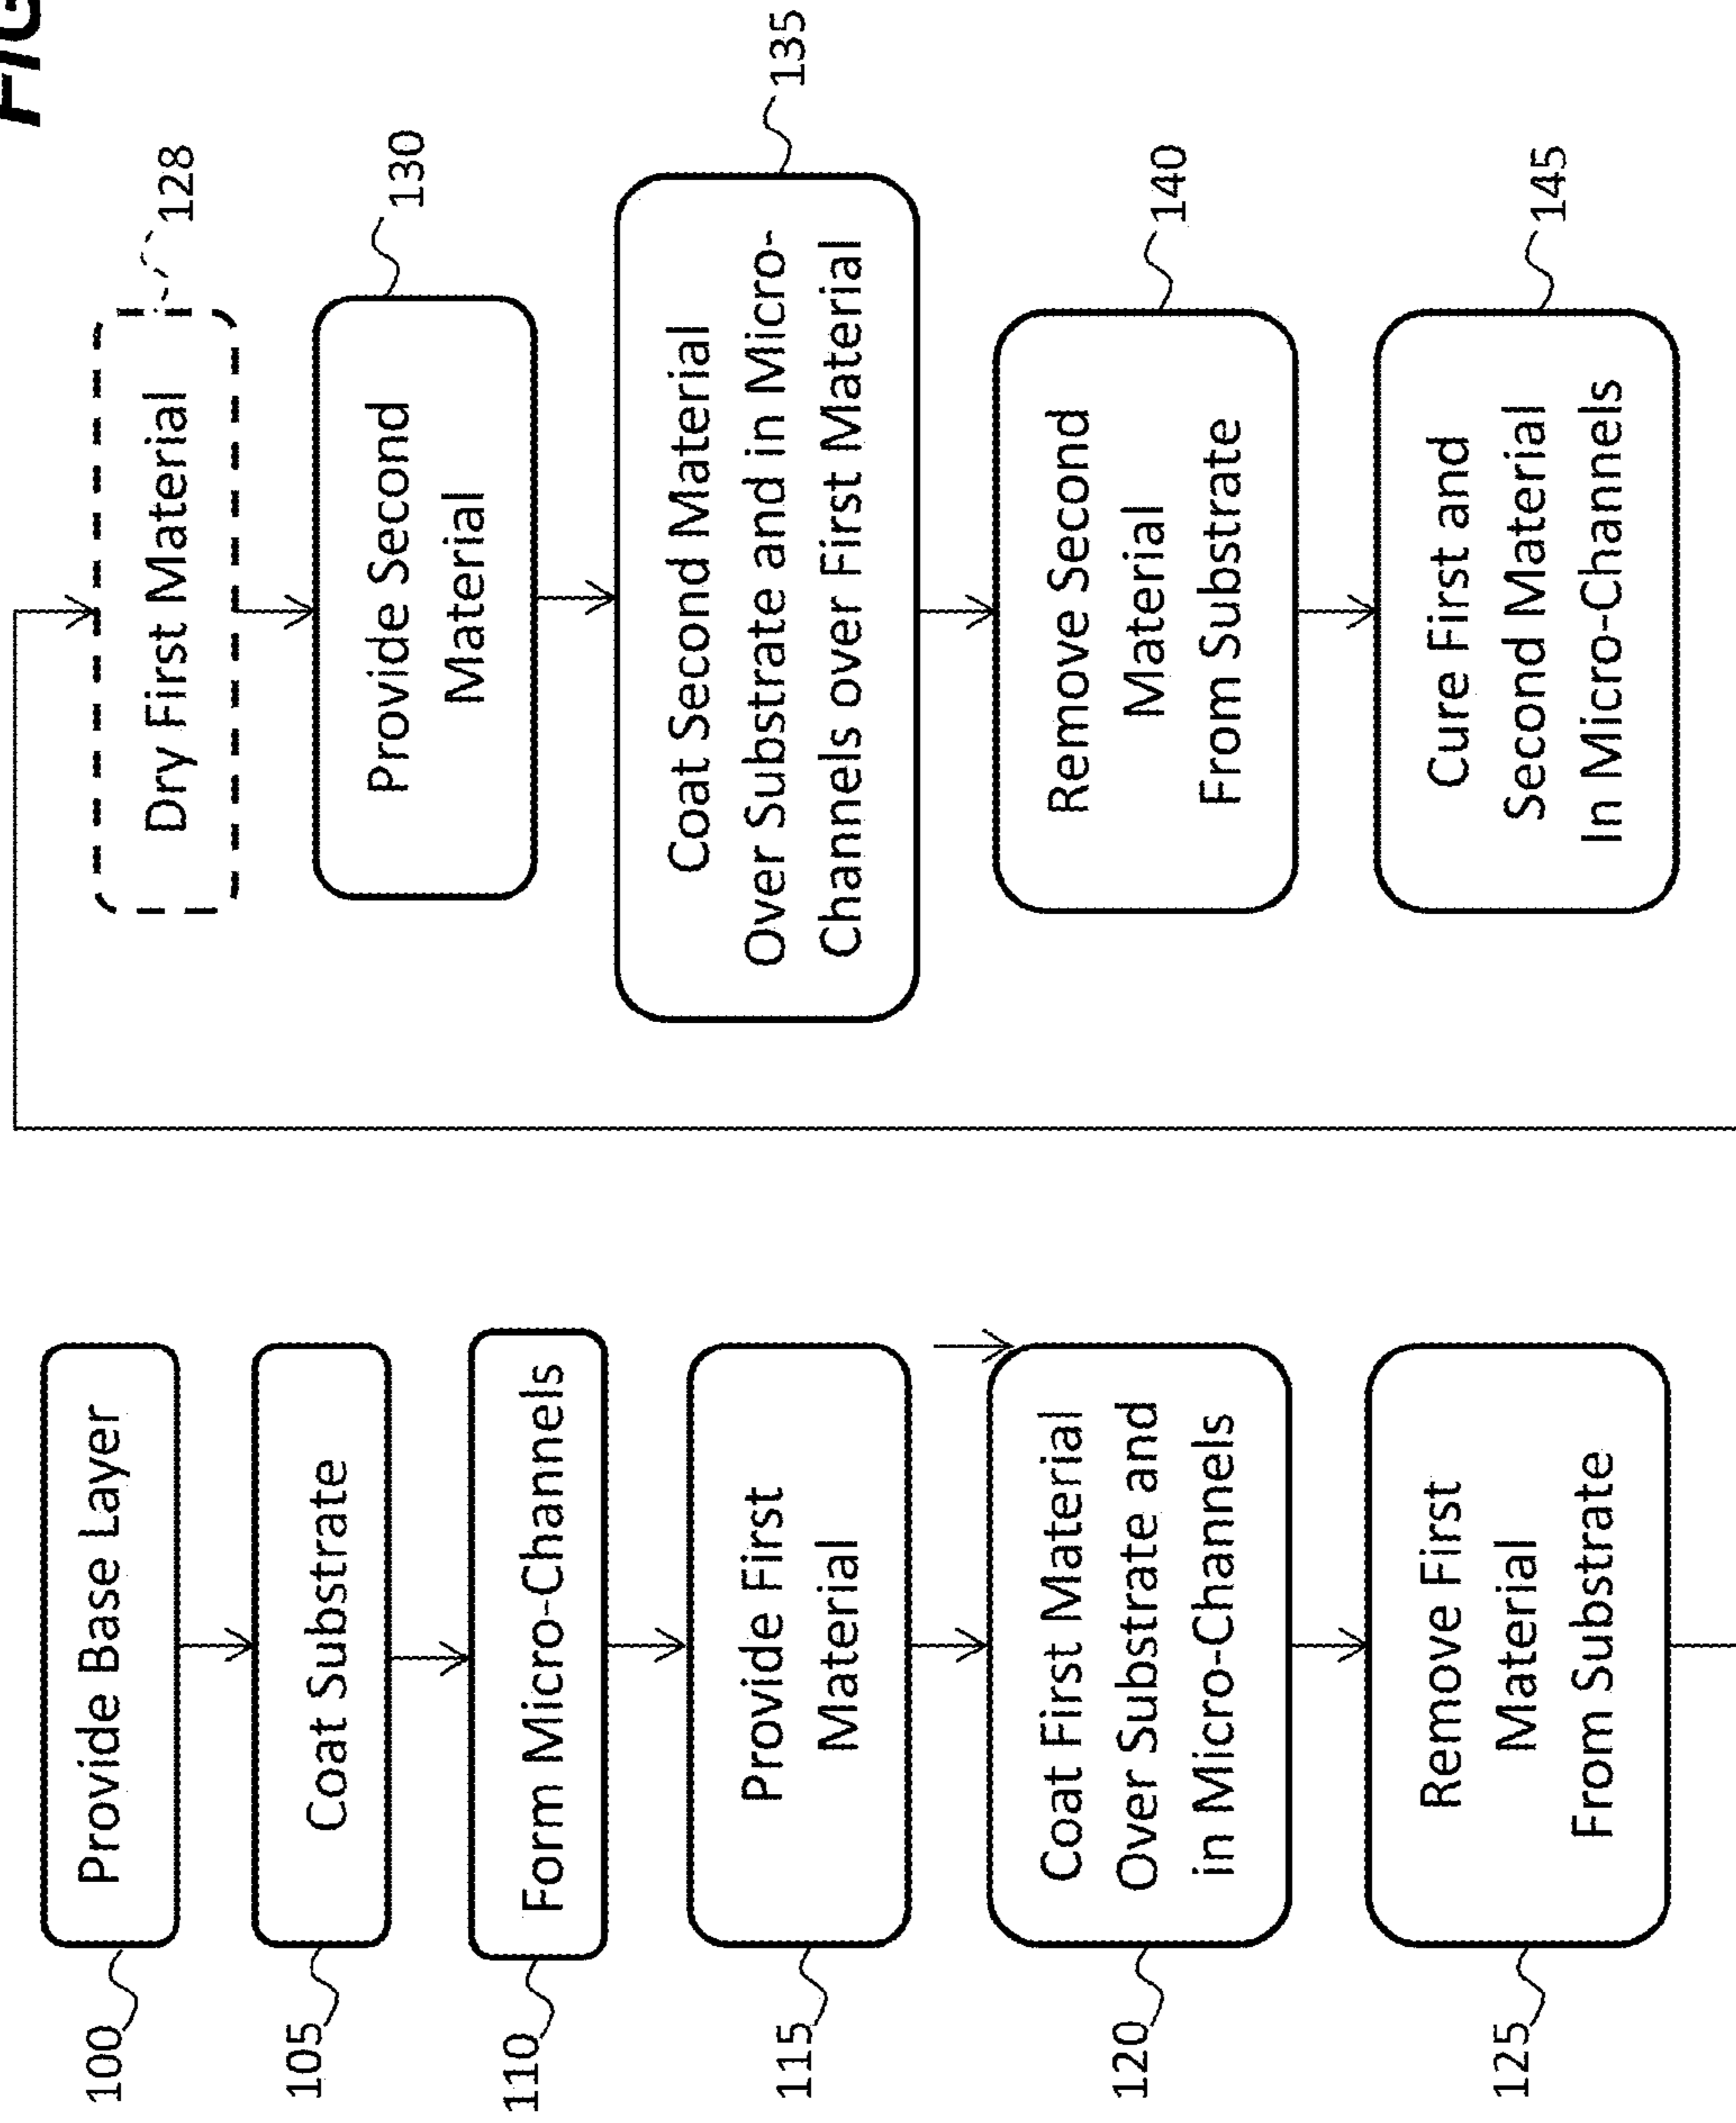 FIG
100
Provide Base Layer
105
Coat Substrate
110
Form Micro-Channels
115
Provide First
Material
120
Coat First Material
Over Substrate and
in Micro-Channels
125
Remove First
Material
From Substrate
Dry First Material
128
Provide Second
Material
130
Coat Second Material
Over Substrate and in Micro-
Channels over First Material
135
Remove Second
Material
From Substrate
140
Cure First and
Second Material
In Micro-Channels
145